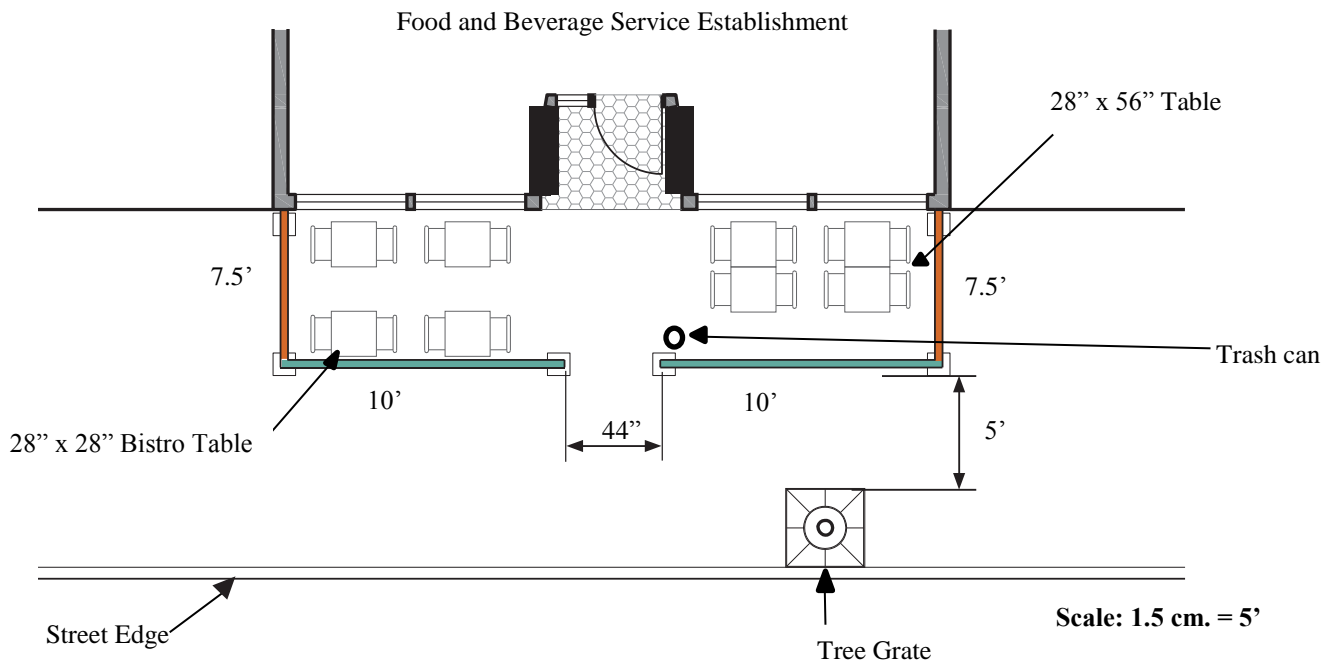 Food and Beverage Service Establishment
28” x 56” Table
7.5’
7.5’
Trash can
10’
10’
28” x 28” Bistro Table
44”
5’
Scale: 1.5 cm. = 5’
Street Edge
Tree Grate